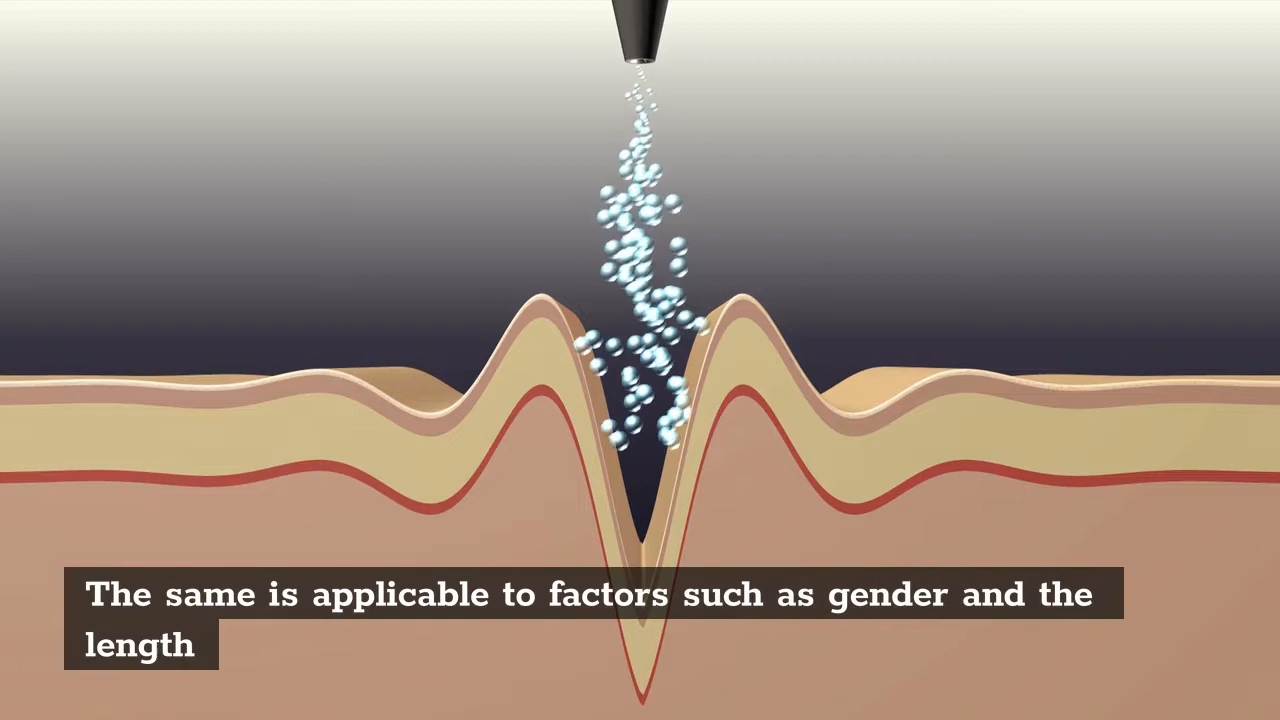 The same is applicable to factors such as gender and the
length